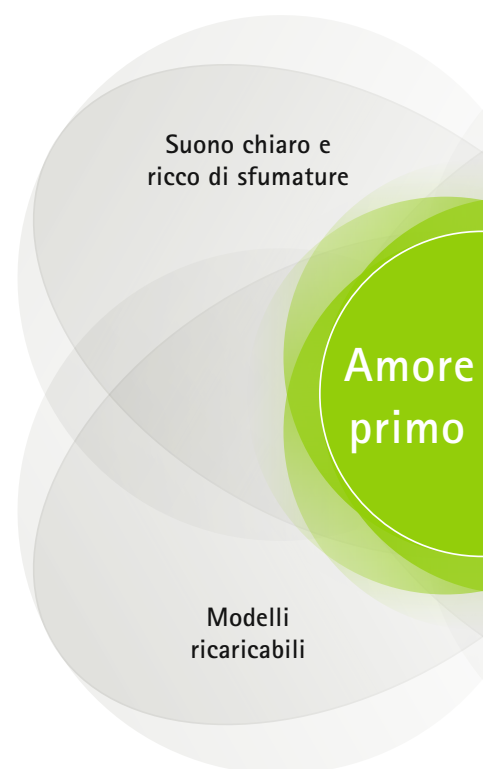 Suono chiaro e
ricco di sfumature
Amore
primo
Modelli
ricaricabili